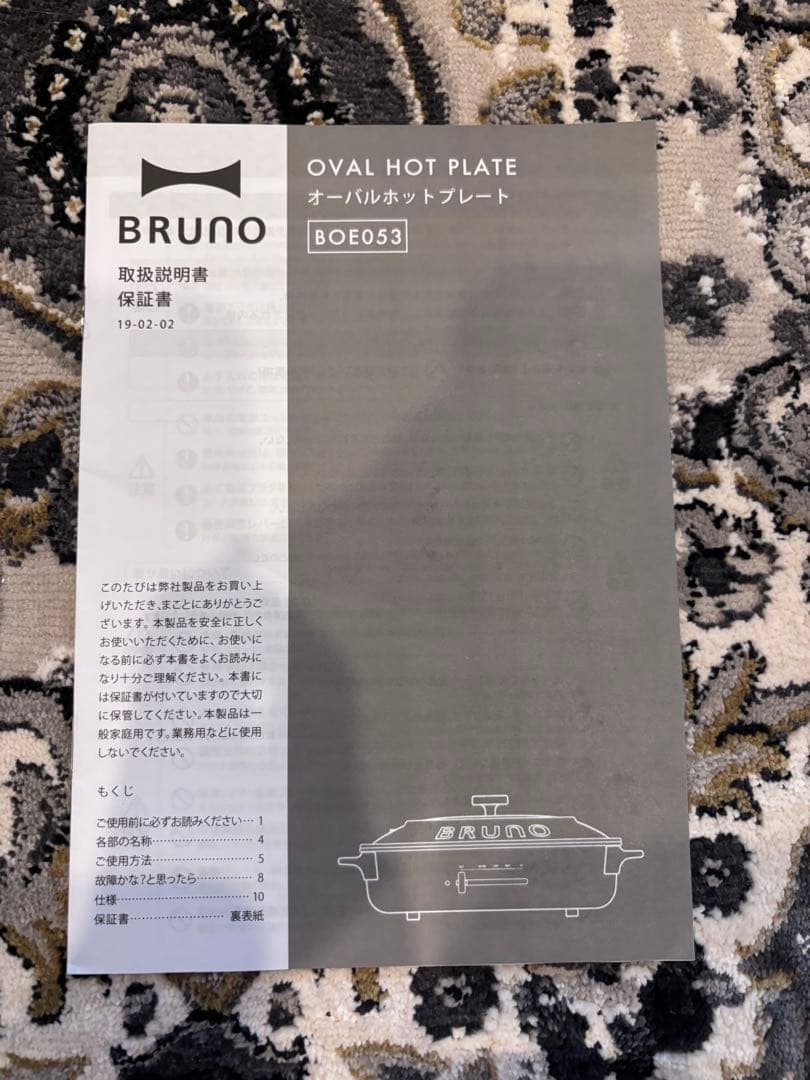 BRUNO
取扱説明書
保証書
19-02-02
OVAL HOT PLATE
オーバルホットプレート
BOE053
このたびは弊社製品をお買い上
げいただき、まことにありがとうご
ざいます。本製品を安全に正しく
お使いいただくために、お使いに
なる前に必ず本書をよくお読みに
なり十分ご理解ください。本書に
は保証書が付いていますので大切
に保管してください。本製品は一
般家庭用です。業務用などに使用
しないでください。
もくじ
ご使用前に必ずお読みください… 1
各部の名称…………………… 4
ご使用方法…………………… 5
故障かな?と思ったら………… 8
仕様…………………………… 10
保証書…………………… 裏表紙
BRUNO